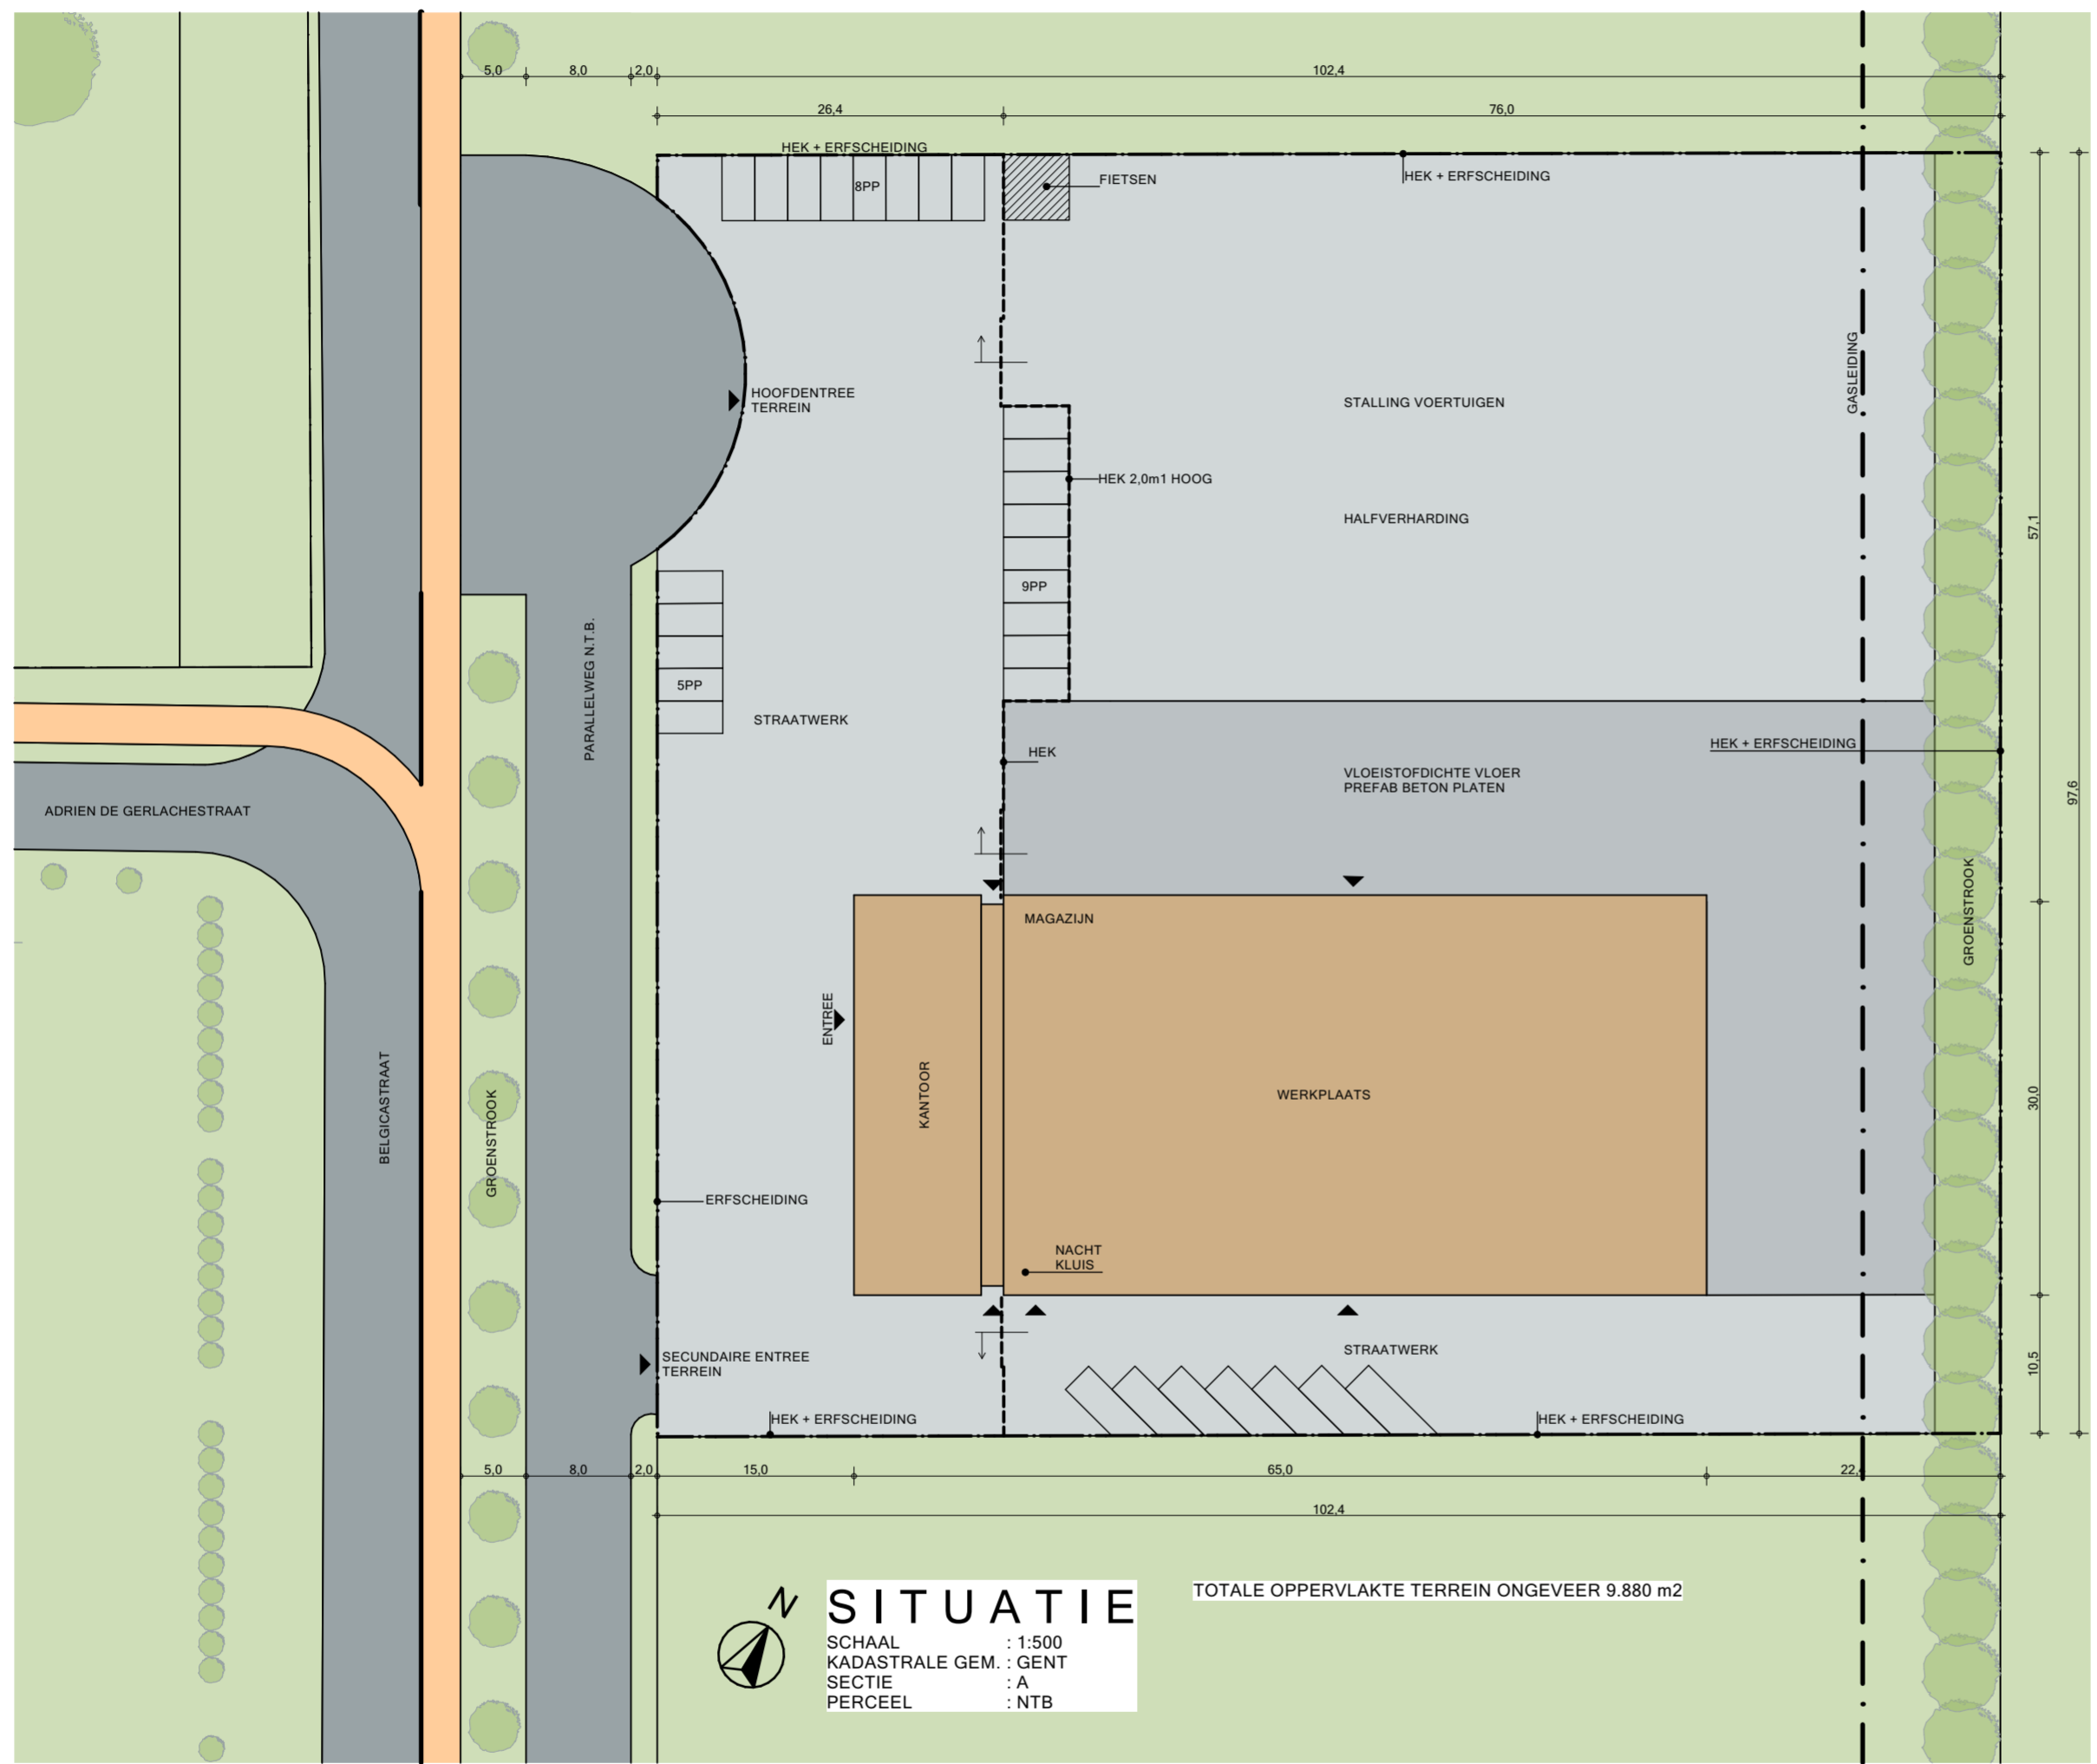 5,0
8,0
2,0
102,4
26,4
76,0
HEK + ERFSCHEIDING
8PP
FIETSEN
HEK + ERFSCHEIDING
HOOFDENTREE
TERREIN
STALLING VOERTUIGEN
GASLEIDING
HEK 2,0m1 HOOG
HALFVERHARDING
57,1
9PP
PARALLELWEG N.T.B.
5PP
STRAATWERK
HEK
HEK + ERFSCHEIDING
VLOEISTOFDICHTE VLOER
PREFAB BETON PLATEN
97,6
ADRIEN DE GERLACHESTRAAT
MAGAZIJN
GROENSTROOK
ENTREE
KANTOOR
WERKPLAATS
30,0
BELGICASTRAAT
GROENSTROOK
ERFSCHEIDING
NACHT
KLUIS
SECUNDAIRE ENTREE
TERREIN
STRAATWERK
10,5
HEK + ERFSCHEIDING
HEK + ERFSCHEIDING
5,0
8,0
2,0
15,0
65,0
102,4
N
SITUATIE
SCHAAL : 1:500
KADASTRALE GEM. : GENT
SECTIE : A
PERCEEL : NTB
TOTALE OPPERVLAKTE TERREIN ONGEVEER 9.880 m2